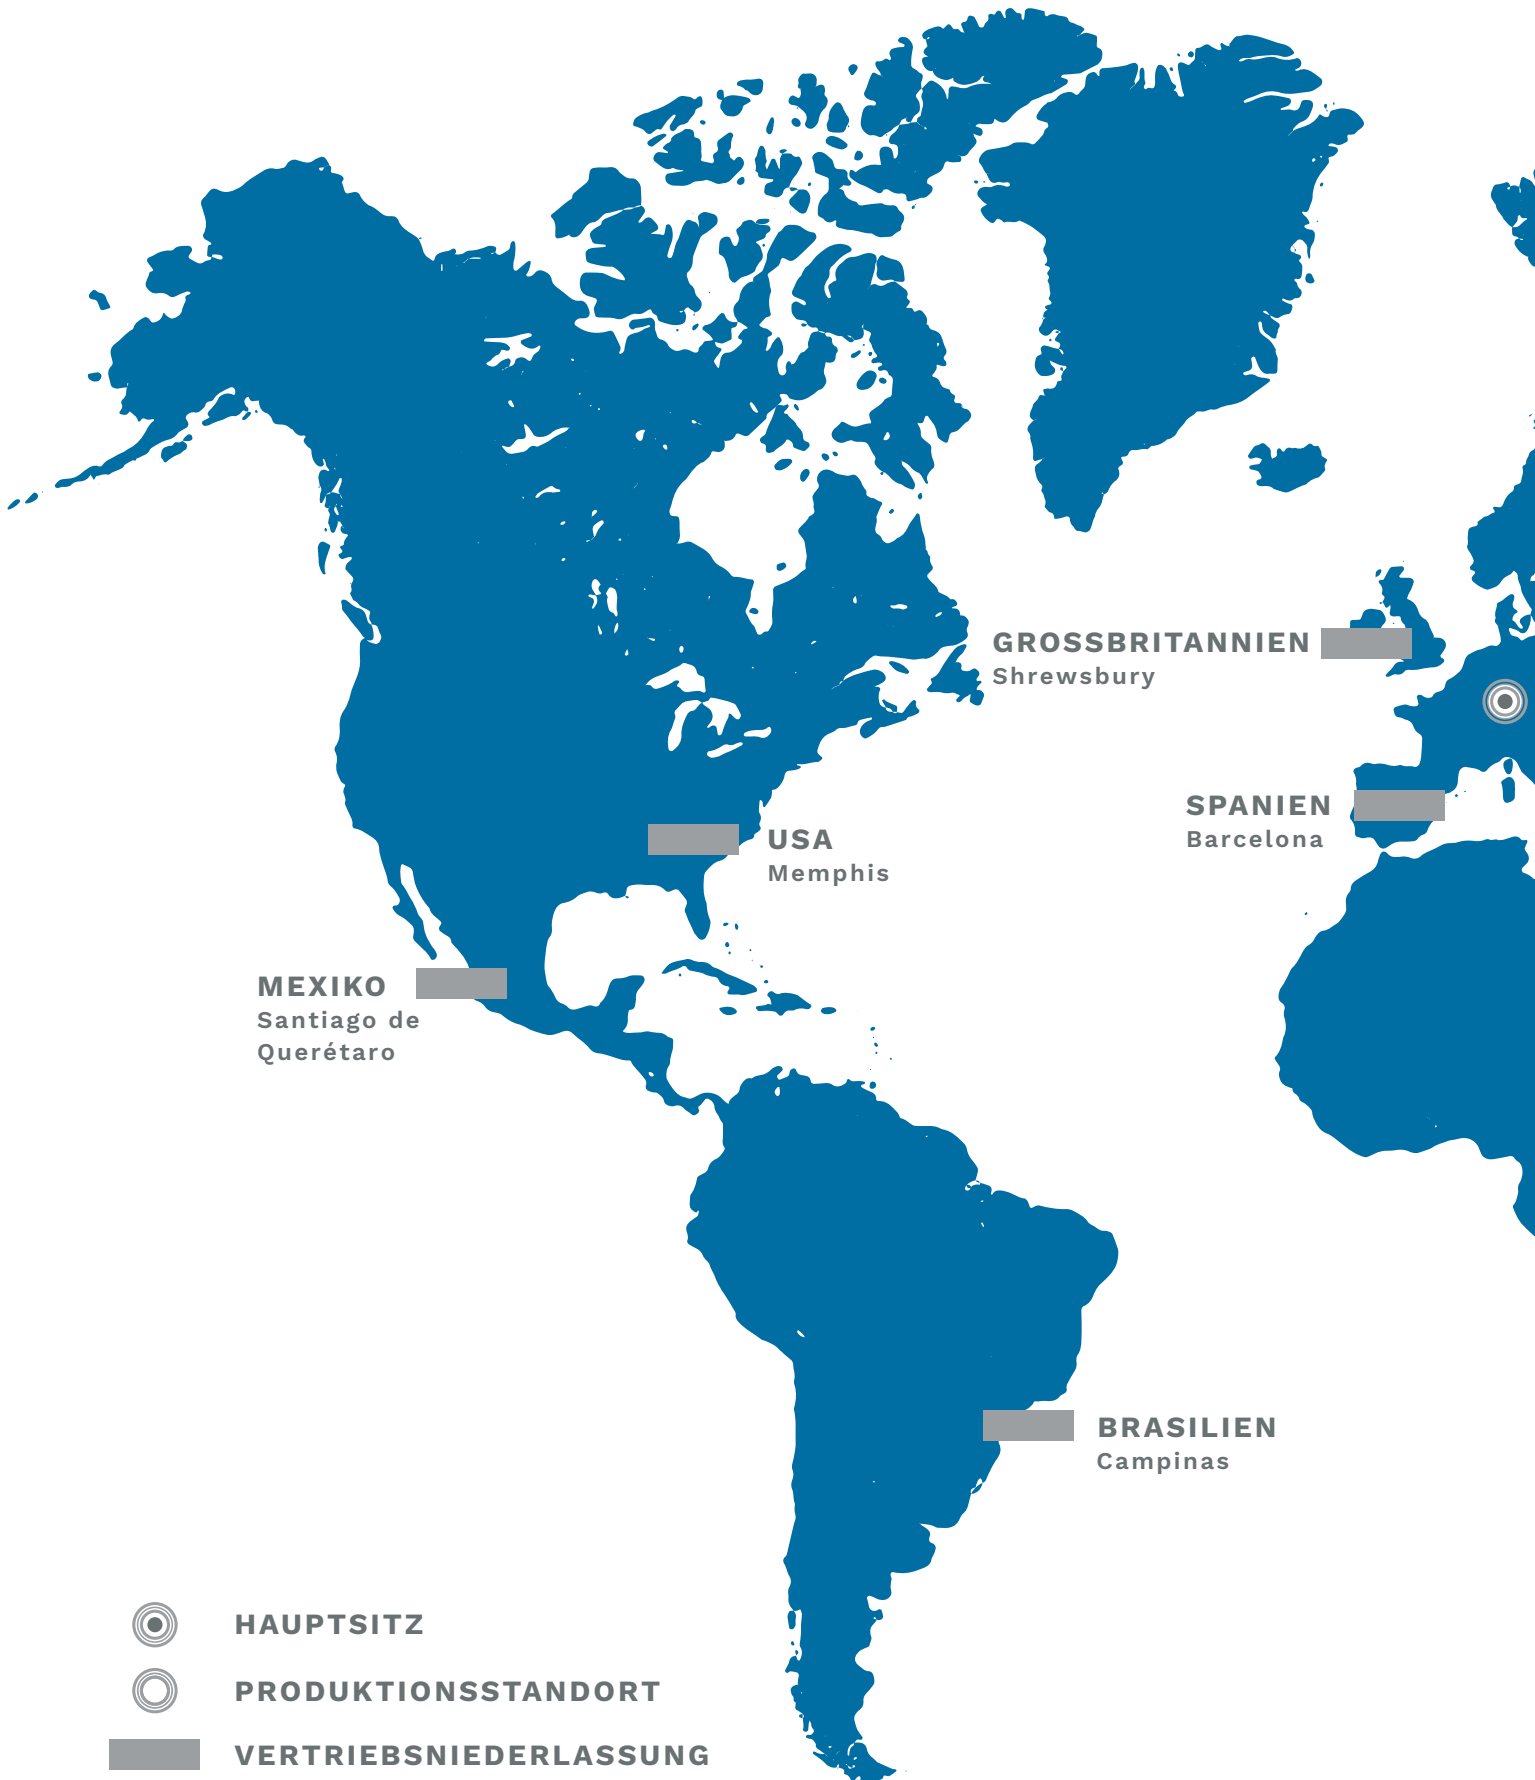 GROSSBRITANNIEN
Shrewsbury
SPANIEN
Barcelona
USA
Memphis
MEXIKO
Santiago de
Querétaro
BRASILIEN
Campinas
HAUPTSITZ
PRODUKTIONSSTANDORT
VERTRIEBSNIEDERLASSUNG